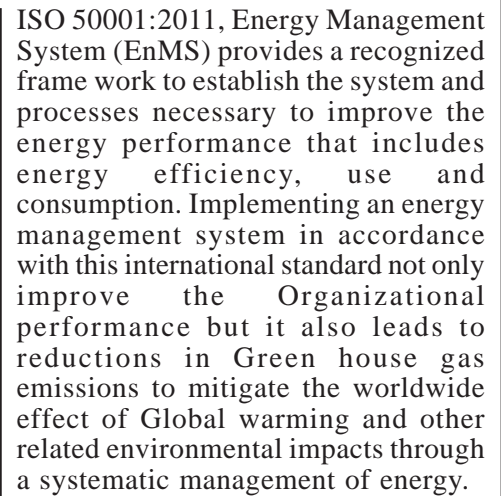 ISO 50001:2011, Energy Management
System (EnMS) provides a recognized
frame work to establish the system and
processes necessary to improve the
energy performance that includes
energy efficiency, use and
consumption. Implementing an energy
management system in accordance
with this international standard not only
improve the Organizational
performance but it also leads to
reductions in Green house gas
emissions to mitigate the worldwide
effect of Global warming and other
related environmental impacts through
a systematic management of energy.